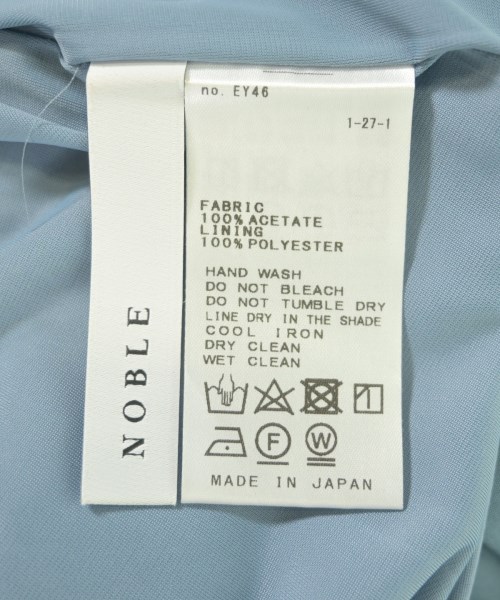 NOBLE
no. EY46
1-27-1
FABRIC
100% ACETATE
LINING
100% POLYESTER
HAND WASH
DO NOT BLEACH
DO NOT TUMBLE DRY
LINE DRY IN THE SHADE
COOL IRON
DRY CLEAN
WET CLEAN
F W
MADE IN JAPAN